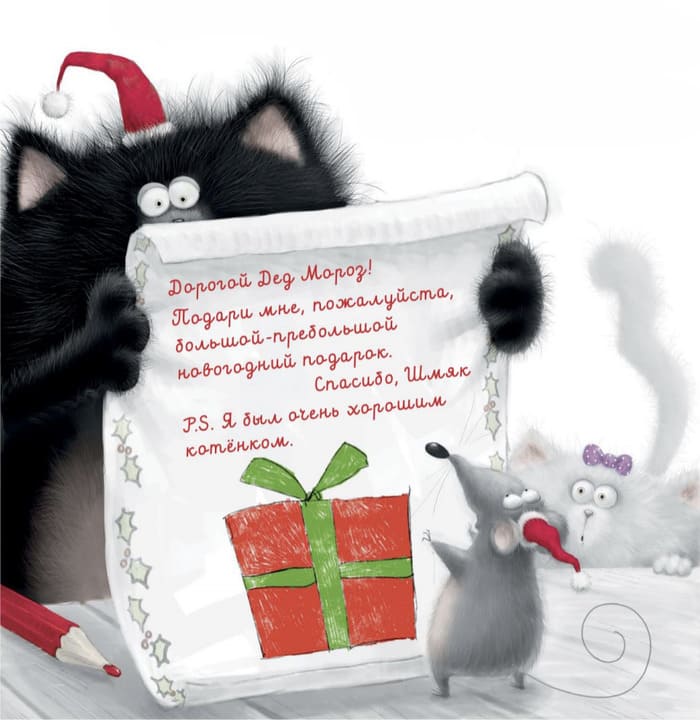 Дорогой Дед Мороз!
Подари мне, пожалуйста,
большой-пребольшой
новогодний подарок.
Спасибо, Шмяк
P.S. Я был очень хорошим
котёнком.